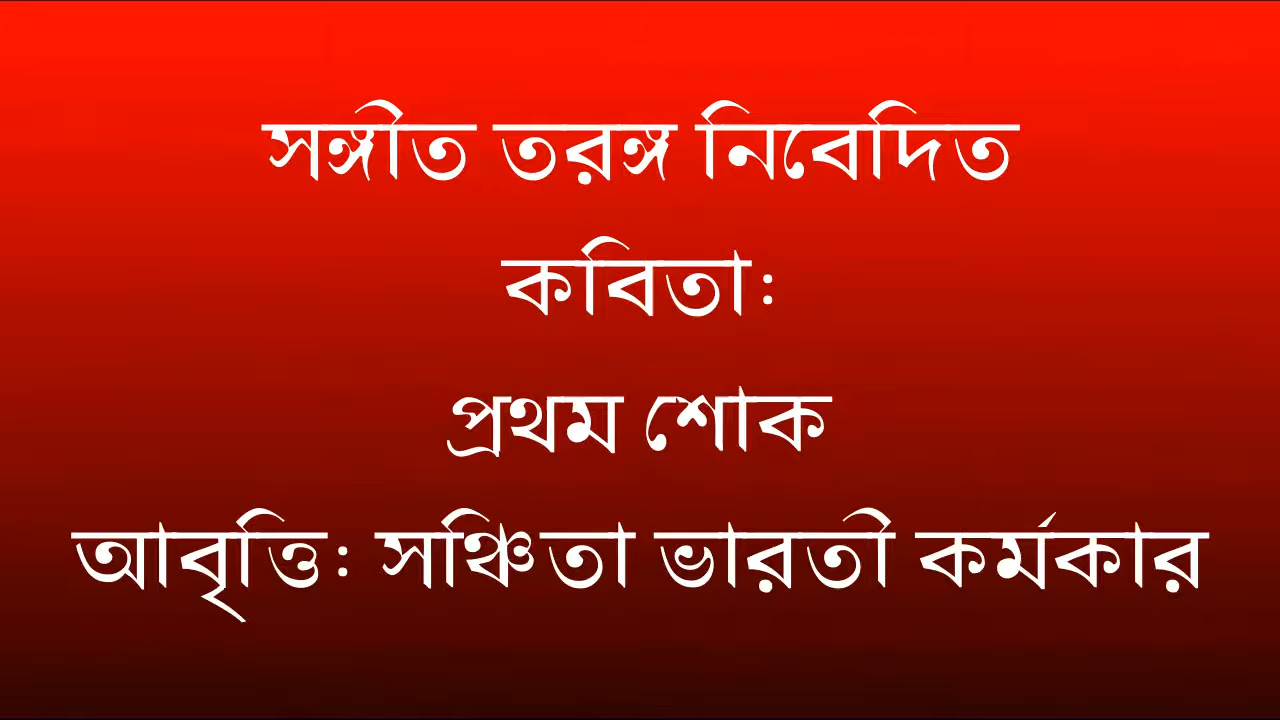 সঙ্গীত তরঙ্গ নিবেদিত
কবিতাঃ
প্রথম শোক
আবৃত্তিঃ সঞ্চিতা ভারতী কর্মকার